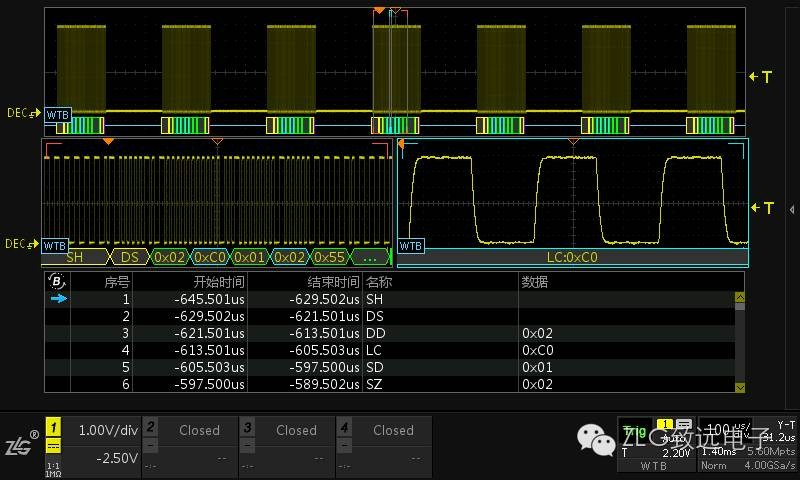 T
DEC
WTB
T
DEC
WTB
SH DS 0x02 0xC0 0x01 0x02 0x55 ...
WTB
LC:0xC0
B 序号 开始时间 结束时间 名称 数据
1 -645.501us -629.502us SH
2 -629.502us -621.501us DS
3 -621.501us -613.501us DD 0x02
4 -613.501us -605.503us LC 0xC0
5 -605.503us -597.500us SD 0x01
6 -597.500us -589.502us SZ 0x02
ZLG®
1 1.00V/div
-2.50V
1:1
1MΩ
2 Closed
-:- --
3 Closed
-:- --
4 Closed
-:- --
Trig 1
Auto
T 2.20V
WTB
100us/ Y-T
31.2us
1.40ms 5.60Mpts
Norm 4.00GSa/s
ZLG致远电子